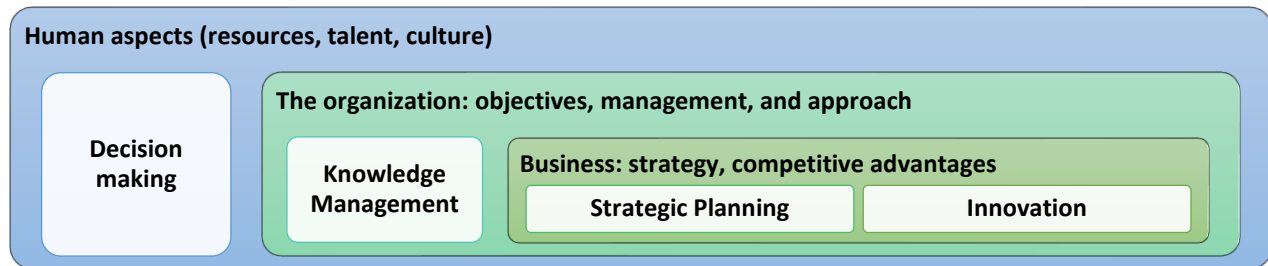 Human aspects (resources, talent, culture)
Decision
making
The organization: objectives, management, and approach
Knowledge
Management
Business: strategy, competitive advantages
Strategic Planning
Innovation